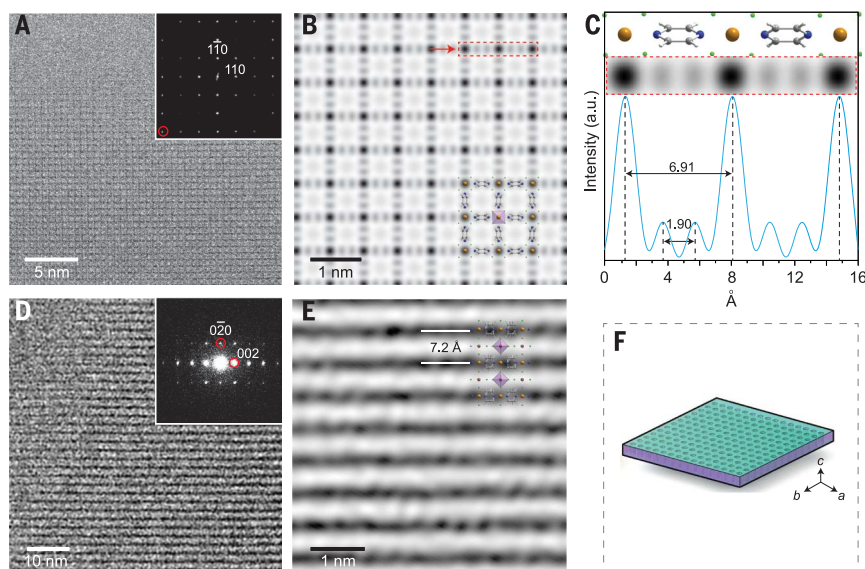 A
1̅10
110
5 nm
B
1 nm
C
Intensity (a.u.)
6.91
1.90
0 4 8 12 16
Å
D
02̅0
002
10 nm
E
7.2 Å
1 nm
F
c
b a